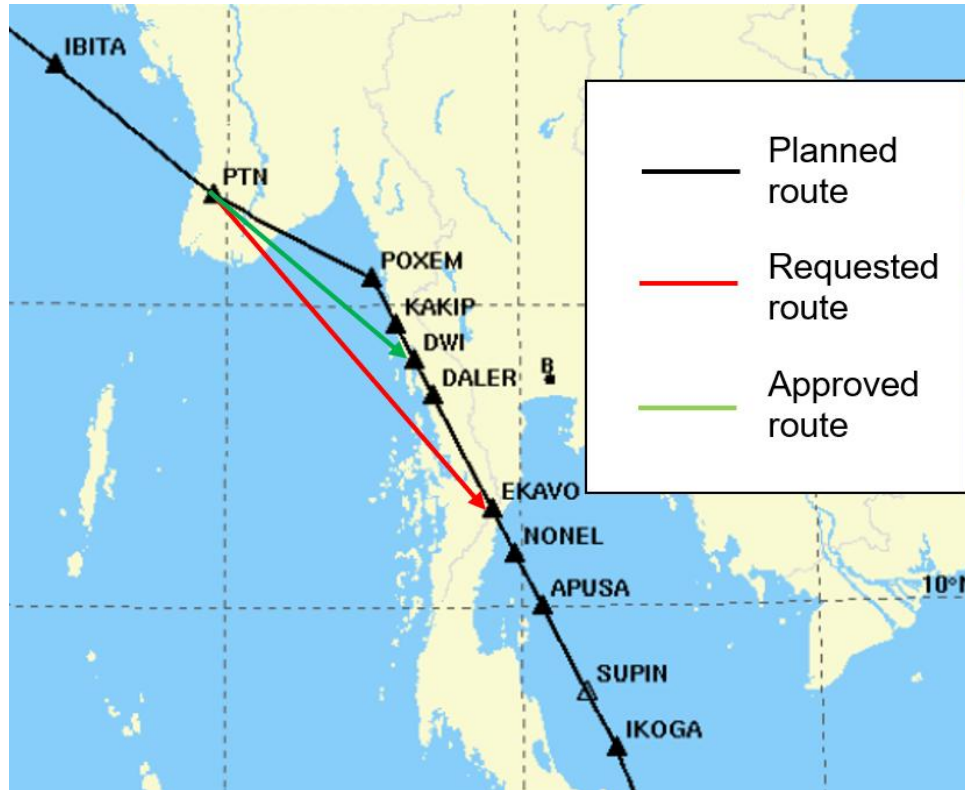 IBITA
PTN
POXEM
KAKIP
DWI
DALER
B
EKAVO
NONEL
APUSA
10°N
SUPIN
IKOGA
Planned
route
Requested
route
Approved
route